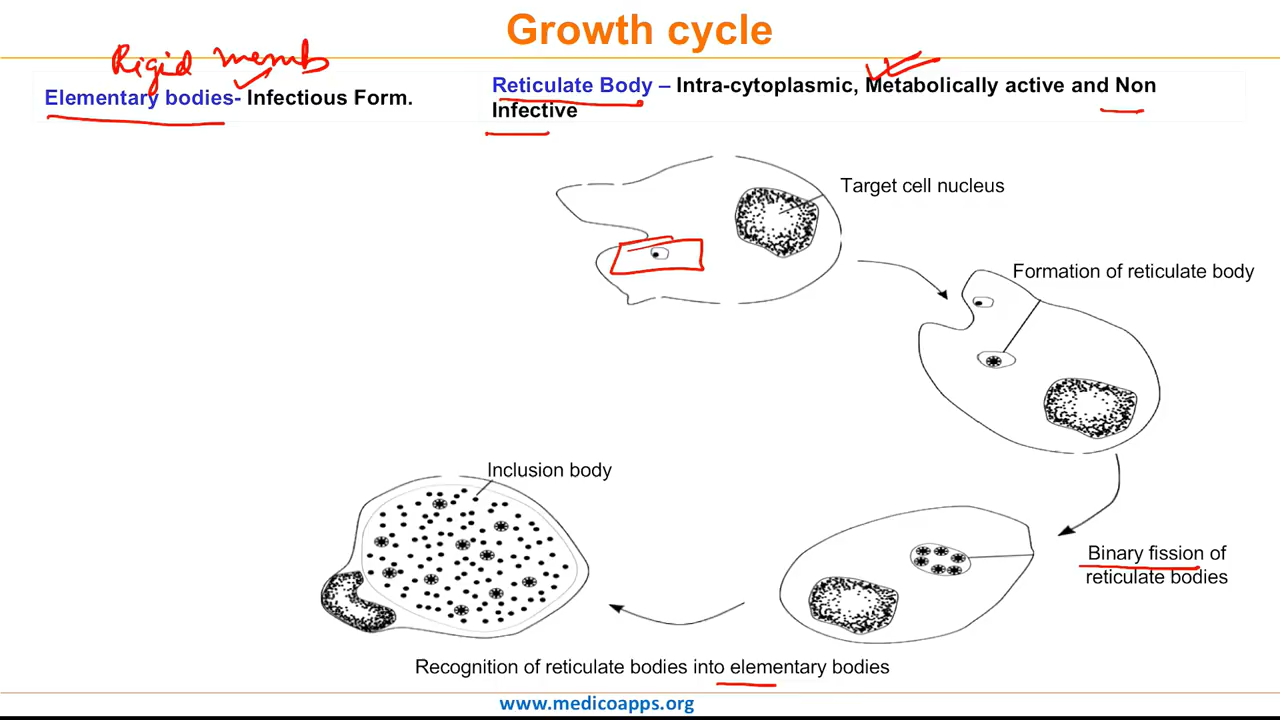 Growth cycle
Rigid memb
Elementary bodies- Infectious Form.
Reticulate Body – Intra-cytoplasmic, Metabolically active and Non
Infective
Target cell nucleus
Formation of reticulate body
Inclusion body
Binary fission of
reticulate bodies
Recognition of reticulate bodies into elementary bodies
www.medicoapps.org